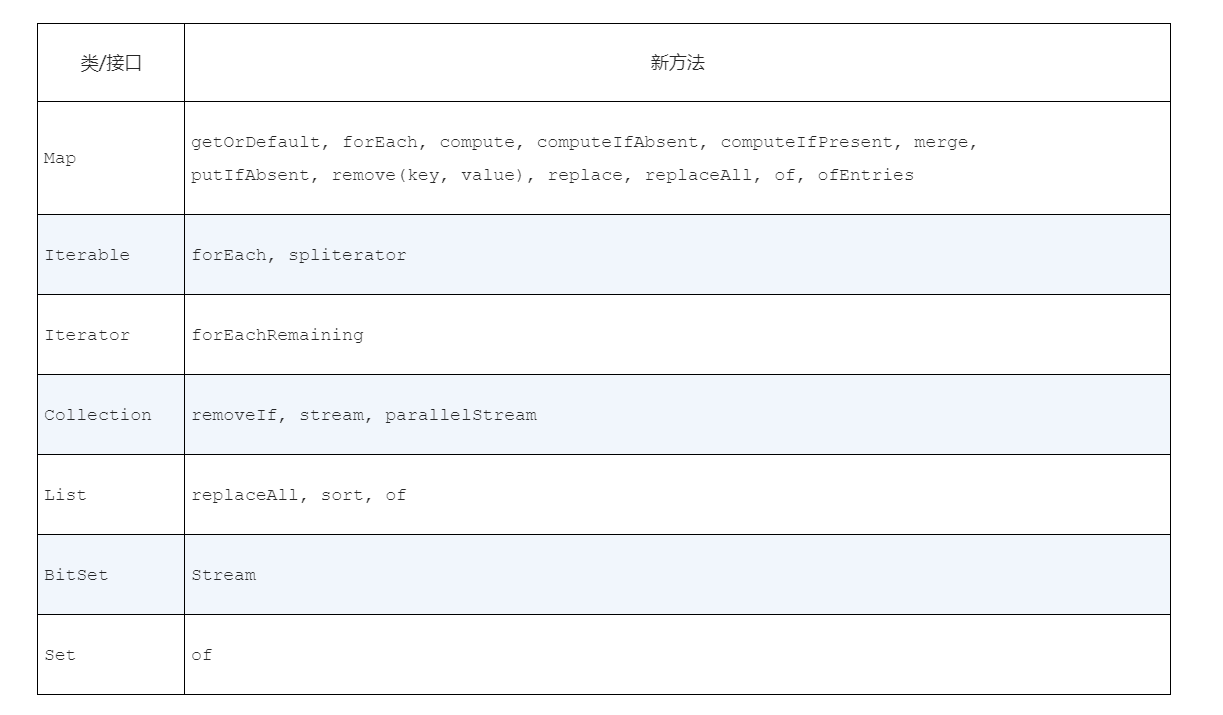 类/接口 新方法
Map
getOrDefault, forEach, compute, computeIfAbsent, computeIfPresent, merge,
putIfAbsent, remove(key, value), replace, replaceAll, of, ofEntries
Iterable forEach, spliterator
Iterator forEachRemaining
Collection removeIf, stream, parallelStream
List replaceAll, sort, of
BitSet Stream
Set of